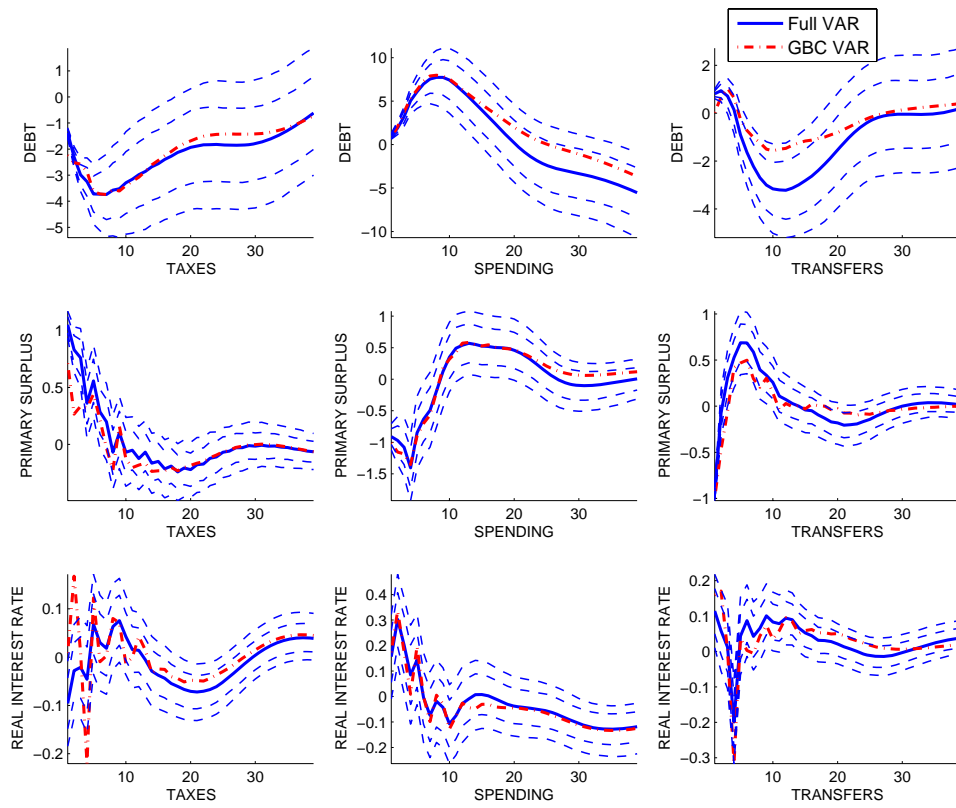 Full VAR
GBC VAR
DEBT
1
0
−1
−2
−3
−4
−5
10 20 30
TAXES
DEBT
10
5
0
−5
−10
10 20 30
SPENDING
DEBT
2
0
−2
−4
10 20 30
TRANSFERS
PRIMARY SURPLUS
1
0.5
0
10 20 30
TAXES
PRIMARY SURPLUS
1
0.5
0
−0.5
−1
−1.5
10 20 30
SPENDING
PRIMARY SURPLUS
1
0.5
0
−0.5
−1
10 20 30
TRANSFERS
REAL INTEREST RATE
0.1
−0.1
−0.2
10 20 30
TAXES
REAL INTEREST RATE
0.4
0.3
0.2
0.1
0
−0.1
−0.2
10 20 30
SPENDING
REAL INTEREST RATE
0.2
0.1
0
−0.1
−0.2
−0.3
10 20 30
TRANSFERS